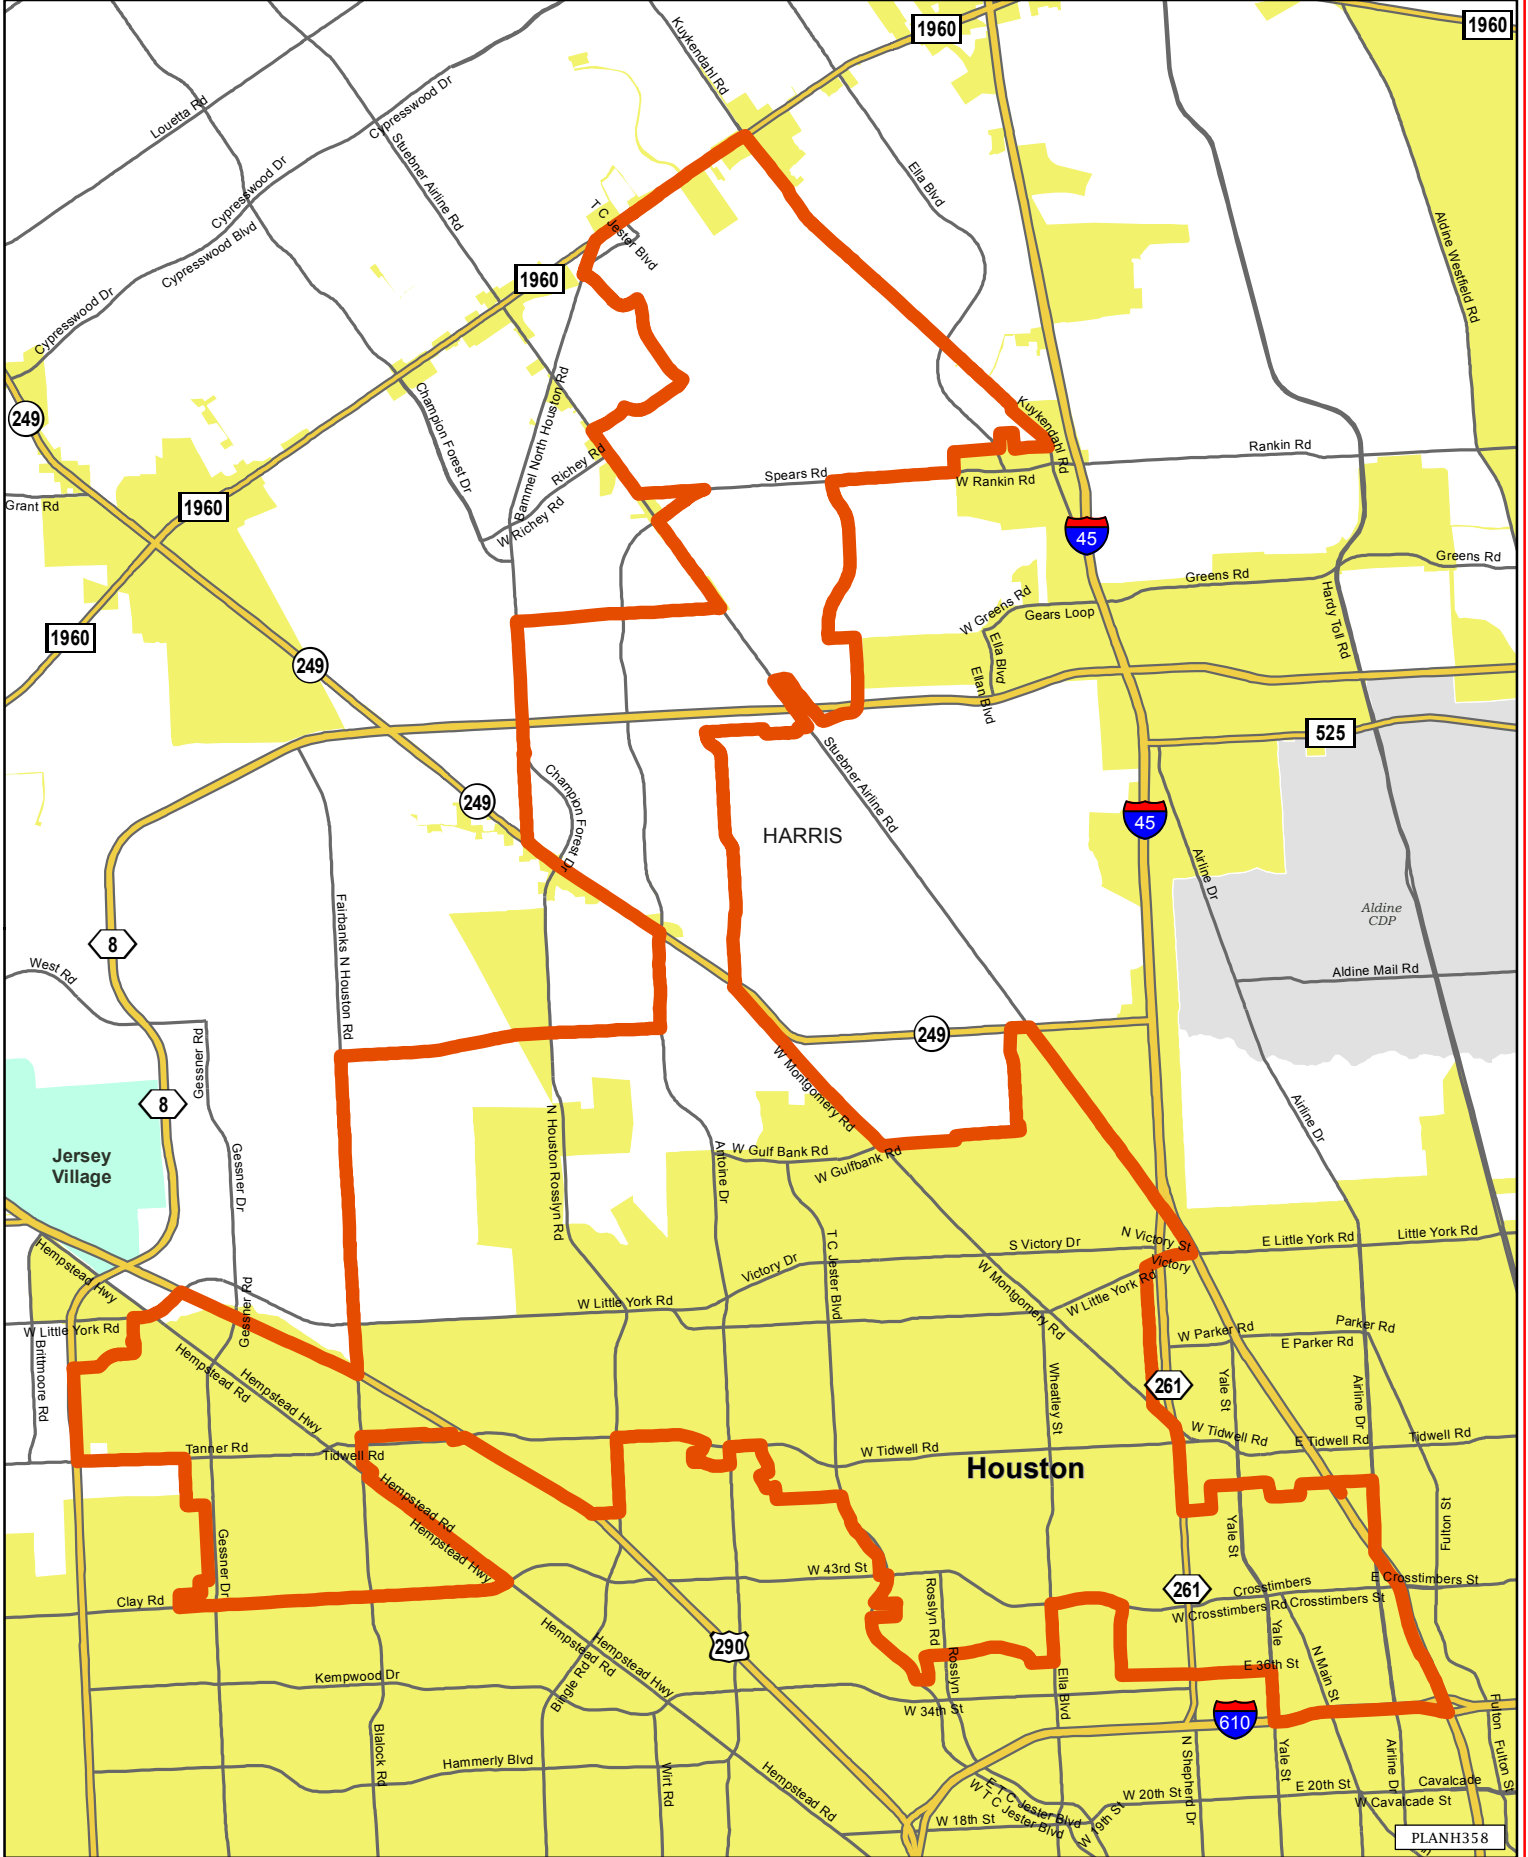 1960
1960
Kuykendahl Rd
Louetta Rd
Cypresswood Dr
Stuebner Airline Rd
Ella Blvd
Cypresswood Dr
T C Jester Blvd
Cypresswood Blvd
Aldine Westfield Rd
1960
Cypresswood Dr
249
Champion Forest Dr
Bammel North Houston Rd
Kuykendahl Rd
Rankin Rd
Richey Rd
Spears Rd
W Rankin Rd
Grant Rd
1960
W Richey Rd
45
Greens Rd
Greens Rd
W Greens Rd
Gears Loop
Hardy Toll Rd
1960
Ella Blvd
249
Ellan Blvd
525
Stuebner Airline Rd
Champion Forest Dr
249
45
HARRIS
Airline Dr
Aldine
CDP
Fairbanks N Houston Rd
8
West Rd
Aldine Mail Rd
249
Gessner Rd
W Montgomery Rd
8
Airline Dr
N Houston Rosslyn Rd
Jersey
Village
Gessner Dr
Antoine Dr
W Gulf Bank Rd
W Gulfbank Rd
T C Jester Blvd
S Victory Dr
N Victory St
E Little York Rd
Little York Rd
Victory
Hempstead Hwy
Victory Dr
W Montgomery Rd
W Little York Rd
Gessner Rd
W Little York Rd
W Little York Rd
W Parker Rd
Parker Rd
E Parker Rd
Brittmoore Rd
Hempstead Rd
Hempstead Hwy
Wheatley St
261
Yale St
Airline Dr
Tanner Rd
Tidwell Rd
W Tidwell Rd
W Tidwell Rd
E Tidwell Rd
Tidwell Rd
Houston
Hempstead Rd
Hempstead Hwy
Gessner Dr
Yale St
Fulton St
W 43rd St
Clay Rd
Rosslyn Rd
261
Crosstimbers
E Crosstimbers St
W Crosstimbers Rd
Crosstimbers St
Hempstead Rd
Hempstead Hwy
290
Yale
N Main St
E 36th St
Kempwood Dr
Bingle Rd
Rosslyn
Ella Blvd
W 34th St
610
Fulton
Blalock Rd
Hammerly Blvd
Wirt Rd
Hempstead Rd
N Shepherd Dr
Yale St
Airline Dr
Fulton St
E T C Jester Blvd
W T C Jester Blvd
W 20th St
E 20th St
Cavalcade
W Cavalcade St
W 18th St
W 19th St
PLANH358